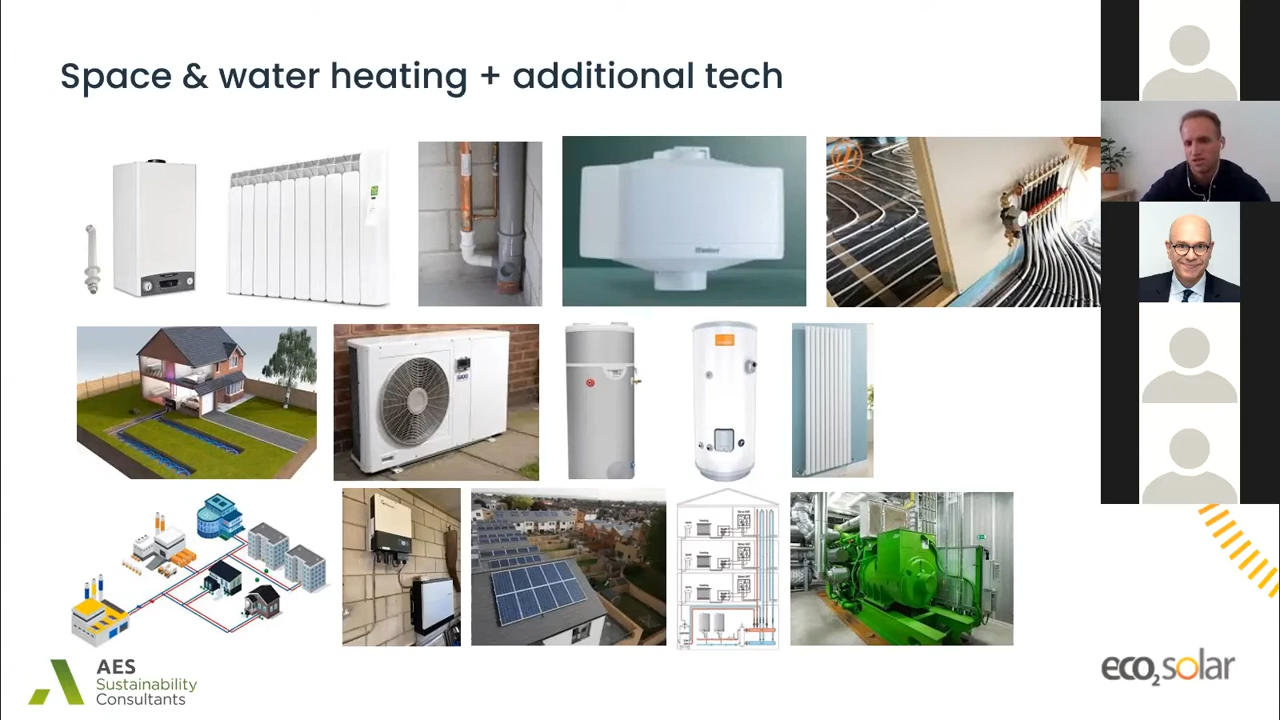 Space & water heating + additional tech
AES
Sustainability
Consultants
eco2solar